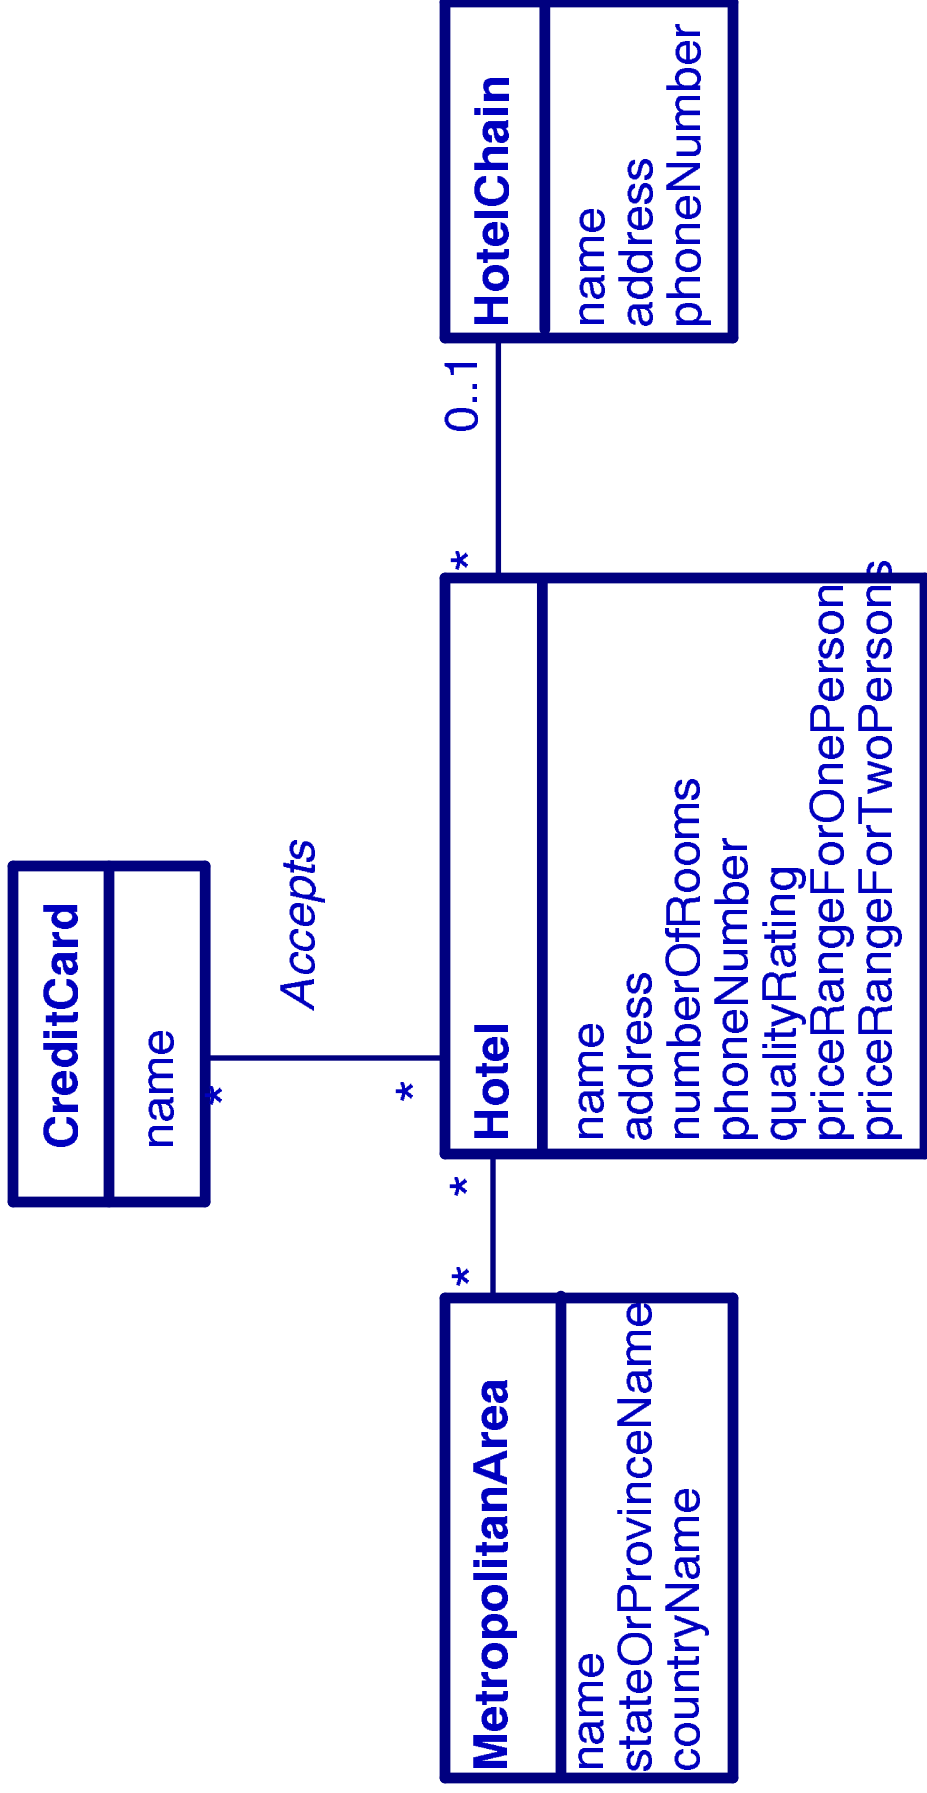 CreditCard
name
*
Accepts
*
MetropolitanArea
name
stateOrProvinceName
countryName
*
*
Hotel
name
address
numberOfRooms
phoneNumber
qualityRating
priceRangeForOnePerson
priceRangeForTwoPersons
*
0..1
HotelChain
name
address
phoneNumber